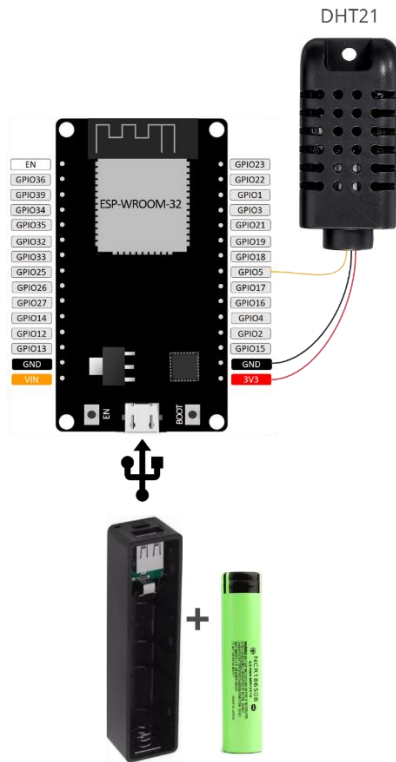 DHT21
ESP-WROOM-32
EN
GPIO36
GPIO39
GPIO34
GPIO35
GPIO32
GPIO33
GPIO25
GPIO26
GPIO27
GPIO14
GPIO12
GPIO13
GND
VIN
GPIO23
GPIO22
GPIO1
GPIO3
GPIO21
GPIO19
GPIO18
GPIO5
GPIO17
GPIO16
GPIO4
GPIO2
GPIO15
GND
3V3
EN
BOOT
+
NCR18650B